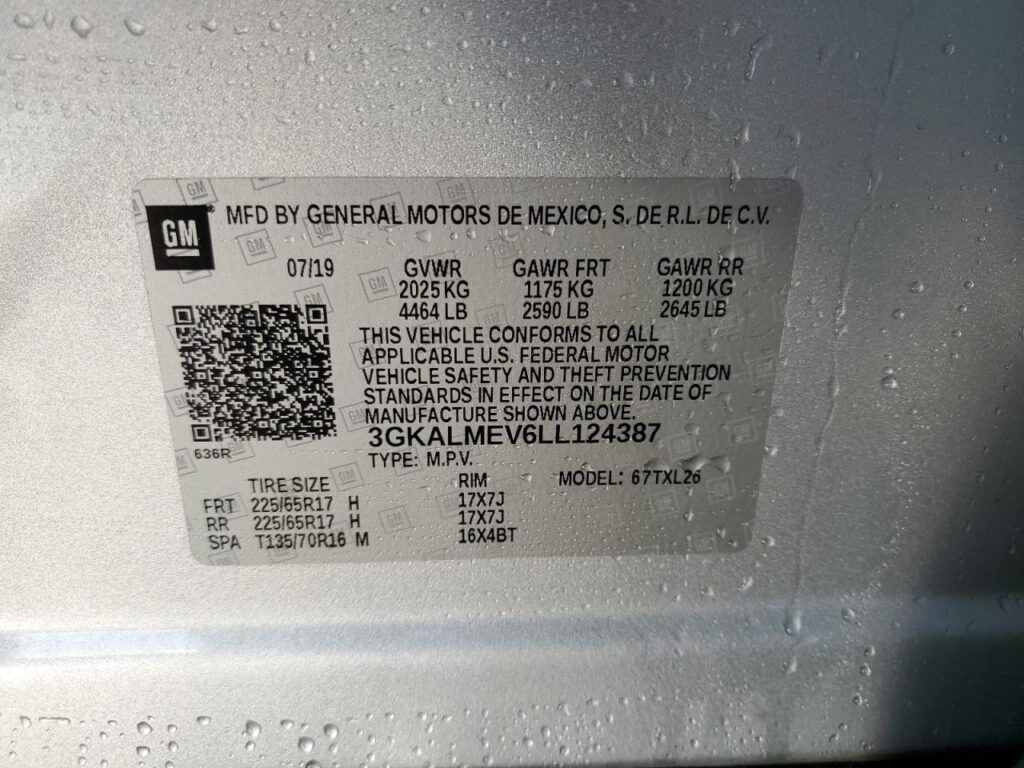 GM
MFD BY GENERAL MOTORS DE MEXICO, S. DE R.L. DE C.V.
07/19 GVWR GAWR FRT GAWR RR
2025 KG 1175 KG 1200 KG
4464 LB 2590 LB 2645 LB
THIS VEHICLE CONFORMS TO ALL
APPLICABLE U.S. FEDERAL MOTOR
VEHICLE SAFETY AND THEFT PREVENTION
STANDARDS IN EFFECT ON THE DATE OF
MANUFACTURE SHOWN ABOVE.
3GKALMEV6LL124387
636R
TYPE: M.P.V.
TIRE SIZE RIM MODEL: 67TXL26
FRT 225/65R17 H 17X7J
RR 225/65R17 H 17X7J
SPA T135/70R16 M 16X4BT